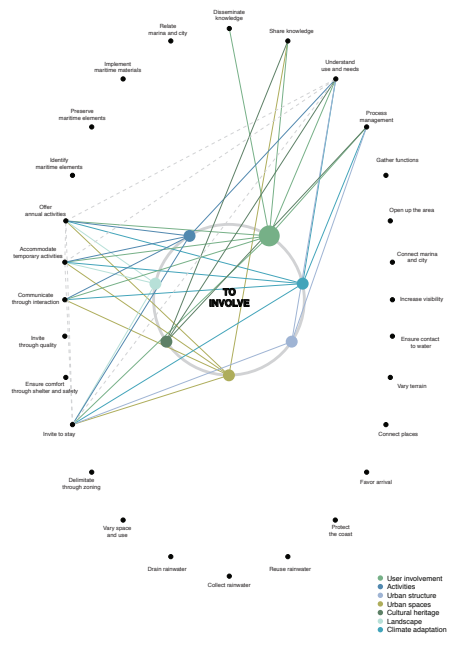 Disseminate
knowledge
Relate
marina and city
Share knowledge
Implement
maritime materials
Understand
use and needs
Preserve
maritime elements
Process
management
Identify
maritime elements
Gather functions
Offer
annual activities
Open up the area
Accommodate
temporary activities
Connect marina
and city
Communicate
through interaction
TO
INVOLVE
Increase visibility
Invite
through quality
Ensure contact
to water
Ensure comfort
through shelter and safety
Vary terrain
Invite to stay
Connect places
Delimitate
through zoning
Favor arrival
Vary space
and use
Protect
the coast
Drain rainwater
Reuse rainwater
Collect rainwater
User involvement
Activities
Urban structure
Urban spaces
Cultural heritage
Landscape
Climate adaptation